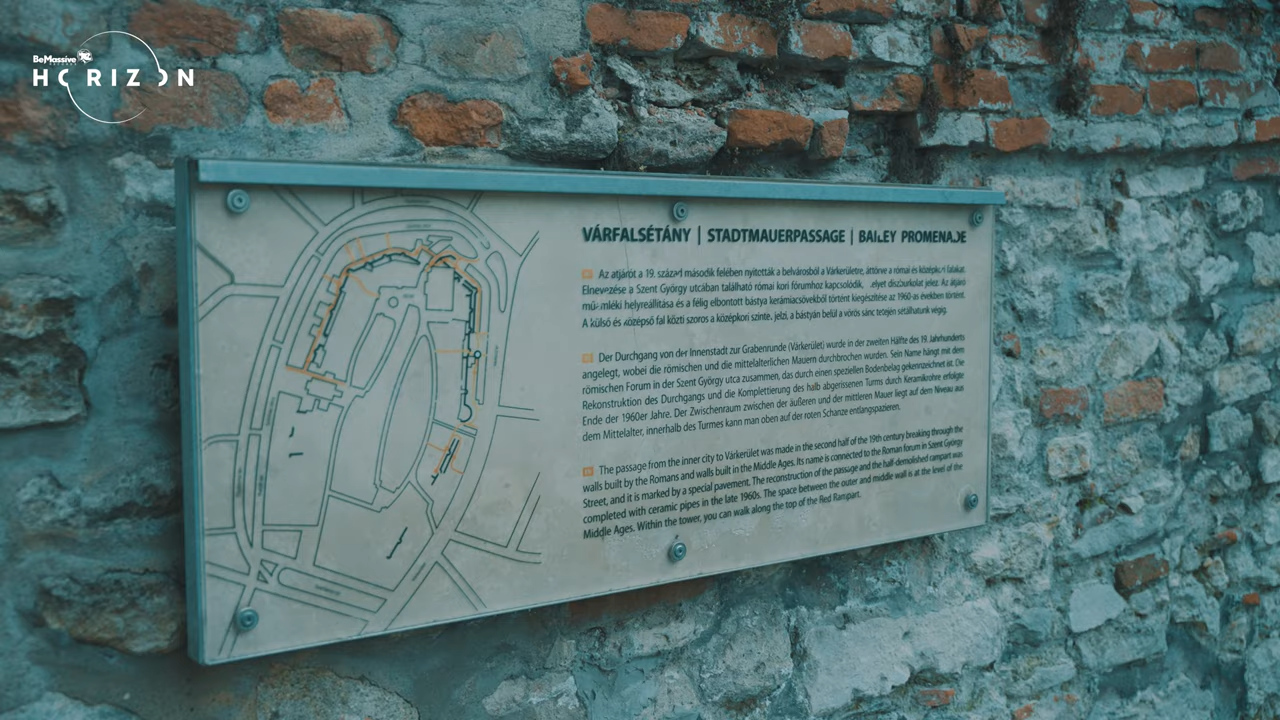 BeMassive
HORIZON
VÁRFALSÉTÁNY | STADTMAUERPASSAGE | BAILEY PROMENADE
Az átjárót a 19. század második felében nyitották a belvárosból a Várkerületre, áttörve a római és középkori falakat.
Elnevezése a Szent György utcában található római kori fórumhoz kapcsolódik, elyet díszburkolat jelez. Az átjáró
műemléki helyreállítása és a félig elbontott bástya kerámiacsövekből történt kiegészítése az 1960-as években történt.
A külső és középső fal közti szoros a középkori szintet jelzi, a bástyán belül a vörös sánc tetején sétálhatunk végig.
Der Durchgang von der Innenstadt zur Grabenrunde (Várkerület) wurde in der zweiten Hälfte des 19. Jahrhunderts
angelegt, wobei die römischen und die mittelalterlichen Mauern durchbrochen wurden. Sein Name hängt mit dem
römischen Forum in der Szent György utca zusammen, das durch einen speziellen Bodenbelag gekennzeichnet ist. Die
Rekonstruktion des Durchgangs und die Komplettierung des halb abgerissenen Turms durch Keramikrohre erfolgte
Ende der 1960er Jahre. Der Zwischenraum zwischen der äußeren und der mittleren Mauer liegt auf dem Niveau aus
dem Mittelalter, innerhalb des Turmes kann man oben auf der roten Schanze entlangspazieren.
The passage from the inner city to Várkerület was made in the second half of the 19th century breaking through the
walls built by the Romans and walls built in the Middle Ages. Its name is connected to the Roman forum in Szent György
Street, and it is marked by a special pavement. The reconstruction of the passage and the half-demolished rampart was
completed with ceramic pipes in the late 1960s. The space between the outer and middle wall is at the level of the
Middle Ages. Within the tower, you can walk along the top of the Red Rampart.